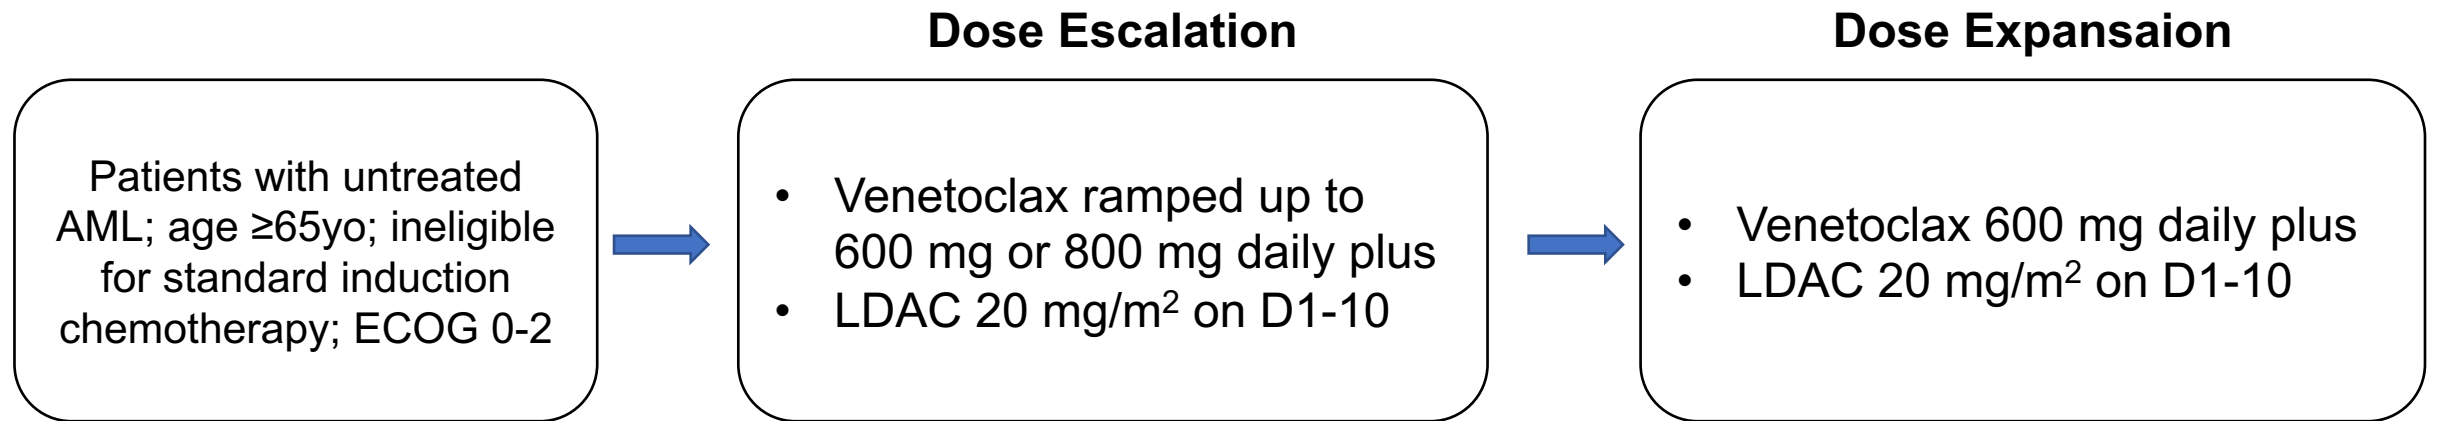 Dose Escalation
Dose Expansaion
Patients with untreated
AML; age ≥65yo; ineligible
for standard induction
chemotherapy; ECOG 0-2
• Venetoclax ramped up to
600 mg or 800 mg daily plus
• LDAC 20 mg/m² on D1-10
• Venetoclax 600 mg daily plus
• LDAC 20 mg/m² on D1-10